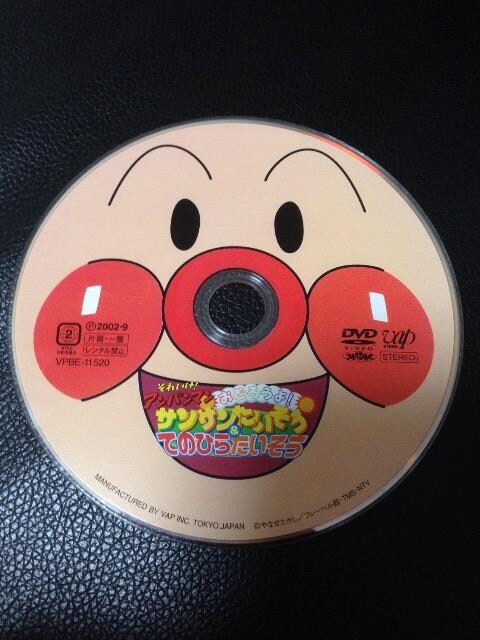 2
℗2002-9
片面・一層
レンタル禁止
VPBE-11520
DVD
VIDEO
vap
VIDEO
STEREO
それいけ!
アンパンマン
おどろうよ!
サンサンたいそう
&
てのひらたいそう
MANUFACTURED BY VAP INC. TOKYO, JAPAN ©やなせたかし/フレーベル館・TMS・NTV